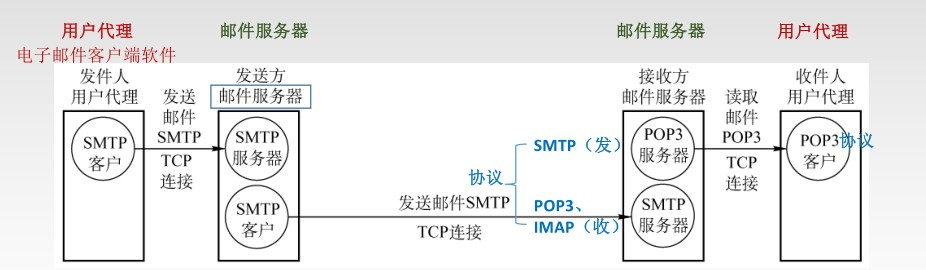 用户代理
邮件服务器
邮件服务器
用户代理
电子邮件客户端软件
发件人
用户代理
发送
邮件
SMTP
TCP
连接
发送方
邮件服务器
接收方
邮件服务器
读取
邮件
POP3
TCP
连接
收件人
用户代理
SMTP
客户
SMTP
服务器
SMTP
客户
发送邮件SMTP
TCP连接
协议
SMTP（发）
POP3、
IMAP（收）
POP3
服务器
SMTP
服务器
POP3
客户
协议